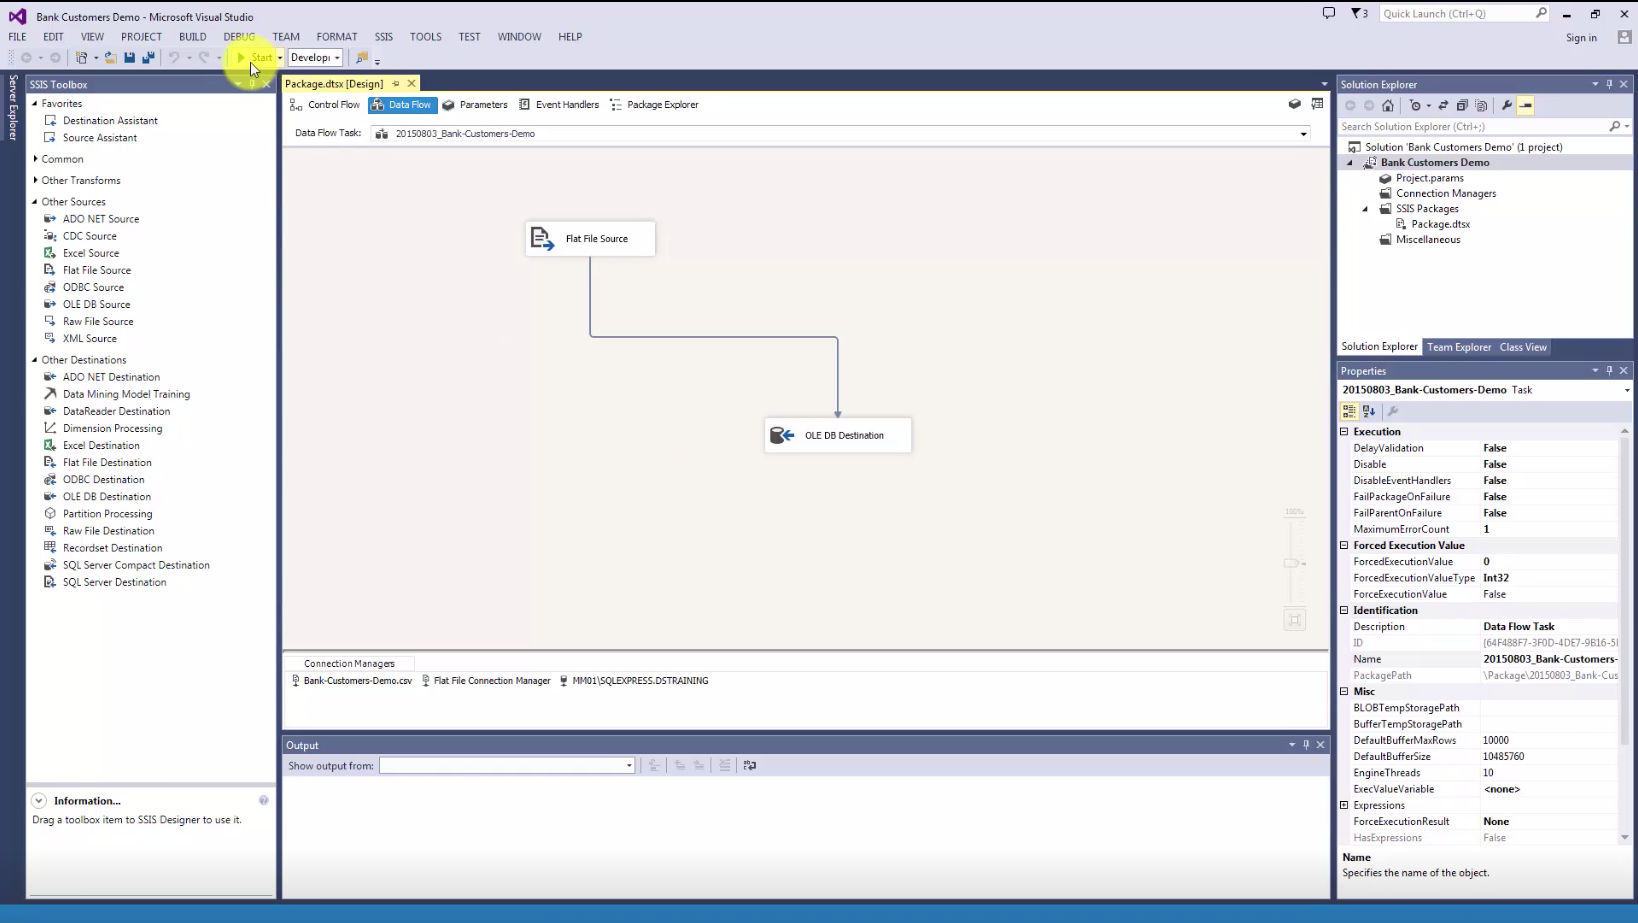 Bank Customers Demo - Microsoft Visual Studio
3
Quick Launch (Ctrl+Q)
FILE EDIT VIEW PROJECT BUILD DEBUG TEAM FORMAT SSIS TOOLS TEST WINDOW HELP
Sign in
Start
Develop
Server Explorer
SSIS Toolbox
Favorites
Destination Assistant
Source Assistant
Common
Other Transforms
Other Sources
ADO NET Source
CDC Source
Excel Source
Flat File Source
ODBC Source
OLE DB Source
Raw File Source
XML Source
Other Destinations
ADO NET Destination
Data Mining Model Training
DataReader Destination
Dimension Processing
Excel Destination
Flat File Destination
ODBC Destination
OLE DB Destination
Partition Processing
Raw File Destination
Recordset Destination
SQL Server Compact Destination
SQL Server Destination
Information...
Drag a toolbox item to SSIS Designer to use it.
Package.dtsx [Design]
Control Flow Data Flow Parameters Event Handlers Package Explorer
Data Flow Task: 20150803_Bank-Customers-Demo
Flat File Source
OLE DB Destination
100%
Connection Managers
Bank-Customers-Demo.csv Flat File Connection Manager MM01\SQLEXPRESS.DSTRAINING
Output
Show output from:
Solution Explorer
Search Solution Explorer (Ctrl+;)
Solution 'Bank Customers Demo' (1 project)
Bank Customers Demo
Project.params
Connection Managers
SSIS Packages
Package.dtsx
Miscellaneous
Solution Explorer Team Explorer Class View
Properties
20150803_Bank-Customers-Demo Task
Execution
DelayValidation False
Disable False
DisableEventHandlers False
FailPackageOnFailure False
FailParentOnFailure False
MaximumErrorCount 1
Forced Execution Value
ForcedExecutionValue 0
ForcedExecutionValueType Int32
ForceExecutionValue False
Identification
Description Data Flow Task
ID {64F488F7-3F0D-4DE7-9B16-5
Name 20150803_Bank-Customers-
PackagePath \Package\20150803_Bank-Cus
Misc
BLOBTempStoragePath
BufferTempStoragePath
DefaultBufferMaxRows 10000
DefaultBufferSize 10485760
EngineThreads 10
ExecValueVariable <none>
Expressions
ForceExecutionResult None
HasExpressions False
Name
Specifies the name of the object.